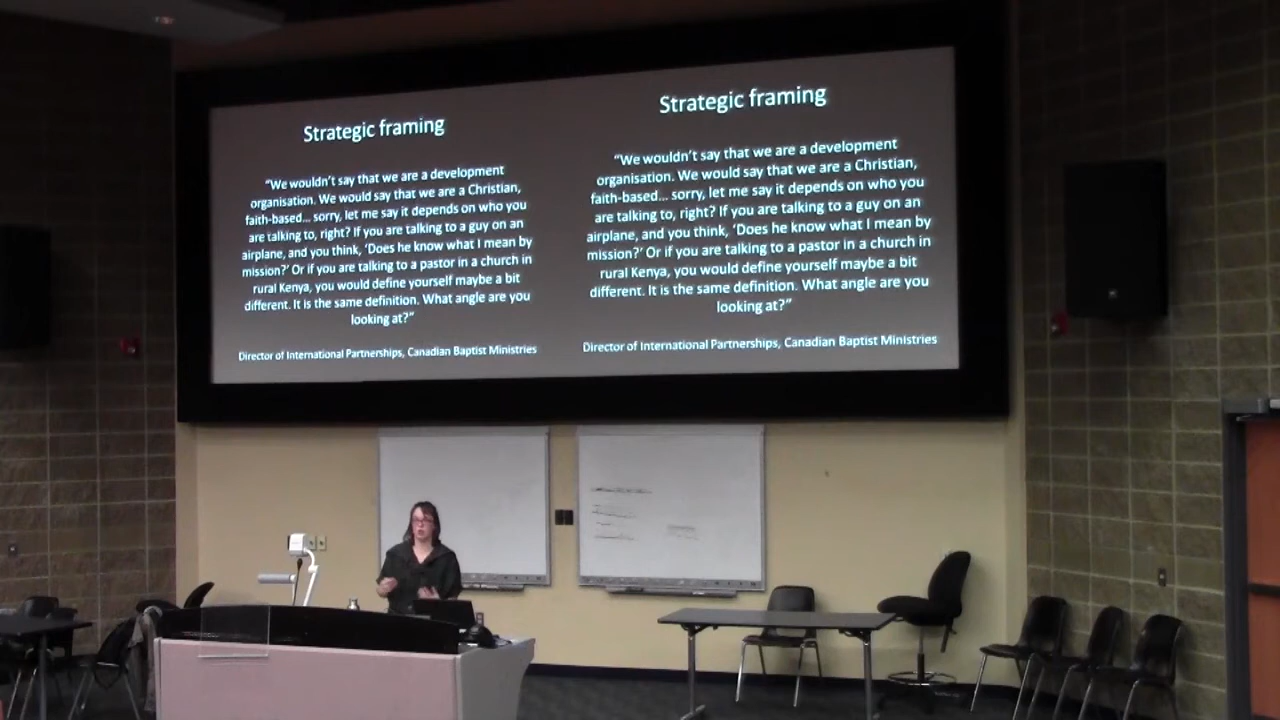 Strategic framing
"We wouldn't say that we are a development
organisation. We would say that we are a Christian,
faith-based... sorry, let me say it depends on who you
are talking to, right? If you are talking to a guy on an
airplane, and you think, 'Does he know what I mean by
mission?' Or if you are talking to a pastor in a church in
rural Kenya, you would define yourself maybe a bit
different. It is the same definition. What angle are you
looking at?"
Director of International Partnerships, Canadian Baptist Ministries
Strategic framing
"We wouldn't say that we are a development
organisation. We would say that we are a Christian,
faith-based... sorry, let me say it depends on who you
are talking to, right? If you are talking to a guy on an
airplane, and you think, 'Does he know what I mean by
mission?' Or if you are talking to a pastor in a church in
rural Kenya, you would define yourself maybe a bit
different. It is the same definition. What angle are you
looking at?"
Director of International Partnerships, Canadian Baptist Ministries